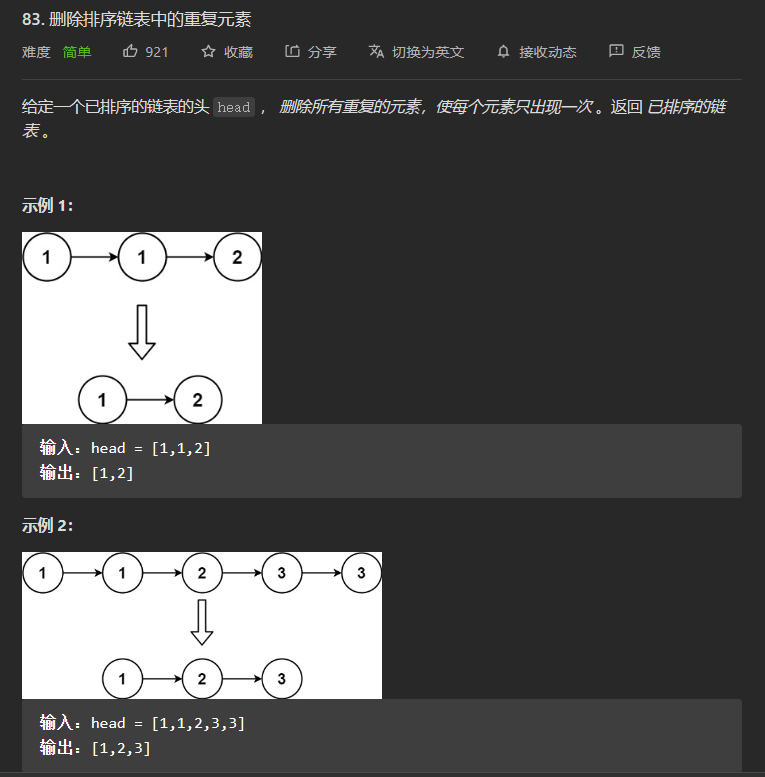 83. 删除排序链表中的重复元素
难度 简单 921 收藏 分享 切换为英文 接收动态 反馈
给定一个已排序的链表的头 head ， 删除所有重复的元素，使每个元素只出现一次 。返回 已排序的链
表 。
示例 1：
1 1 2
1 2
输入：head = [1,1,2]
输出：[1,2]
示例 2：
1 1 2 3 3
1 2 3
输入：head = [1,1,2,3,3]
输出：[1,2,3]